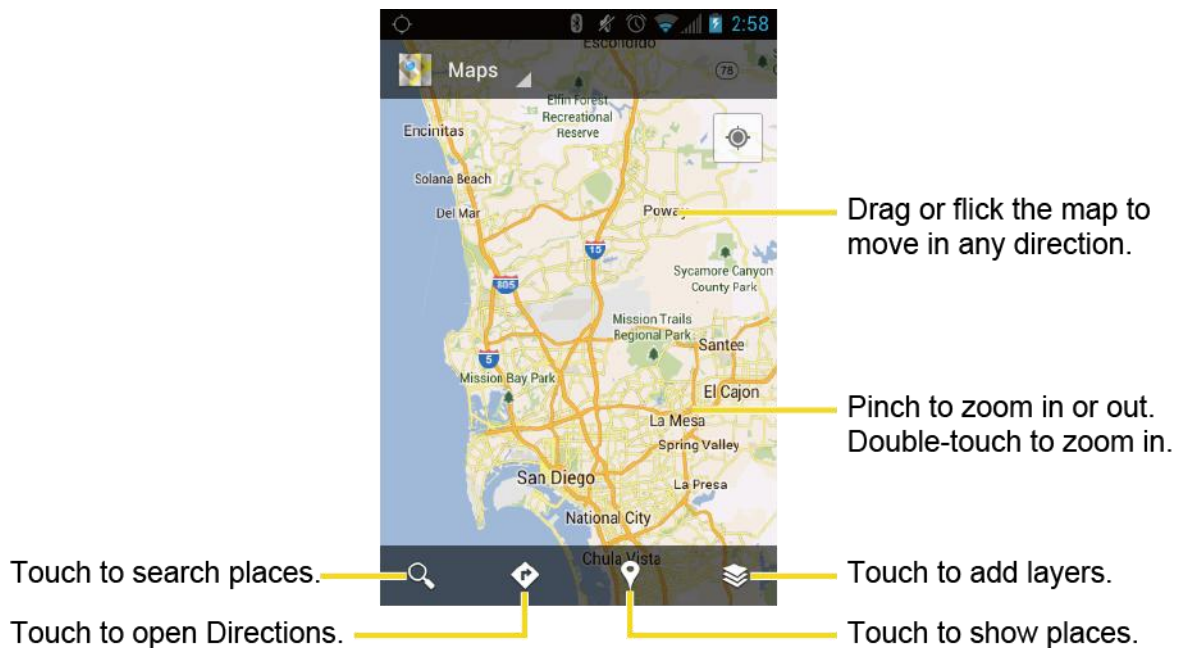 2:58
Escondido
Maps
78
Elfin Forest
Recreational
Reserve
Encinitas
Solana Beach
Del Mar
Poway
Drag or flick the map to
move in any direction.
15
Sycamore Canyon
County Park
805
Mission Trails
Regional Park
Santee
5
Mission Bay Park
El Cajon
Pinch to zoom in or out.
Double-touch to zoom in.
La Mesa
Spring Valley
San Diego
La Presa
National City
Chula Vista
Touch to search places.
Touch to add layers.
Touch to open Directions.
Touch to show places.